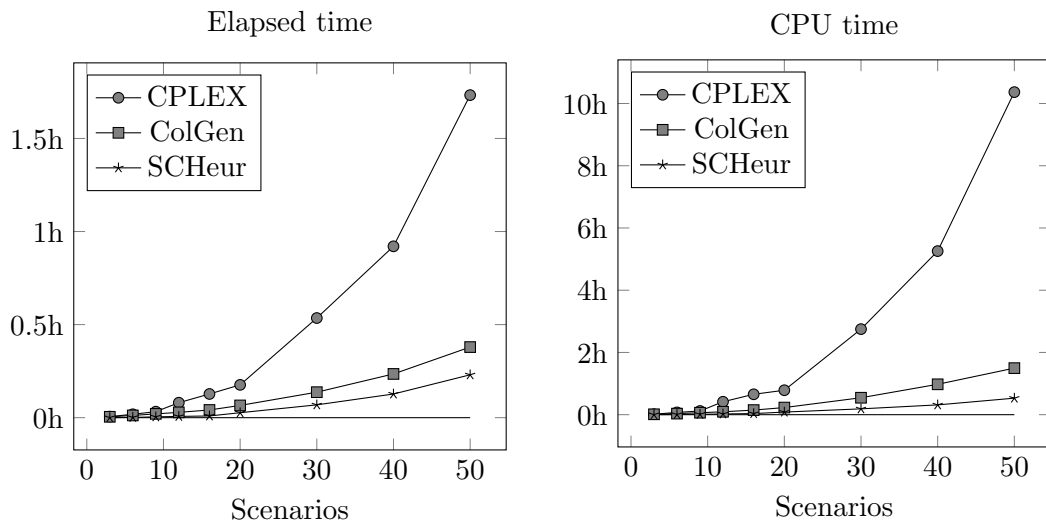 Elapsed time
CPLEX
ColGen
SCHeur
1.5h
1h
0.5h
0h
0 10 20 30 40 50
Scenarios
CPU time
CPLEX
ColGen
SCHeur
10h
8h
6h
4h
2h
0h
0 10 20 30 40 50
Scenarios